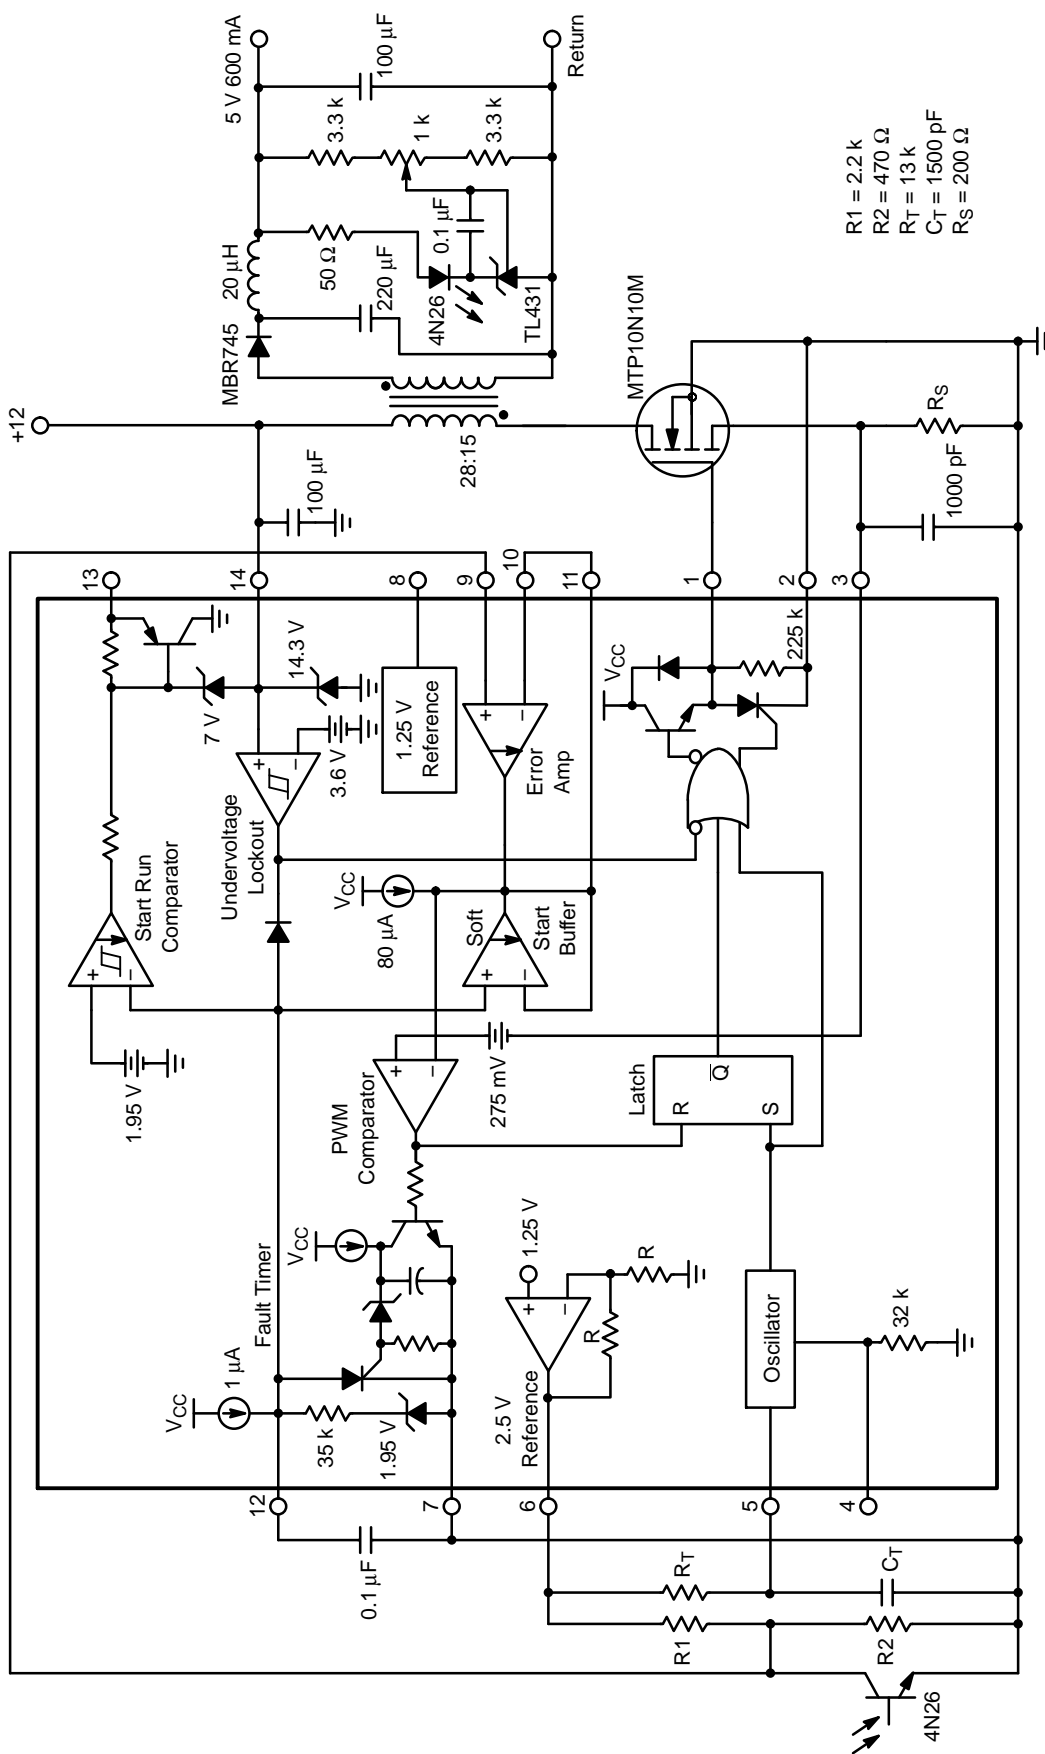 +12
MBR745
20 μH
5 V 600 mA
50 Ω
220 μF
4N26
0.1 μF
TL431
3.3 k
1 k
3.3 k
100 μF
Return
28:15
100 μF
MTP10N10M
RS
1000 pF
R1 = 2.2 k
R2 = 470 Ω
RT = 13 k
CT = 1500 pF
RS = 200 Ω
13
14
8
9
10
11
1
2
3
7 V
14.3 V
3.6 V
+
−
Undervoltage
Lockout
1.25 V
Reference
+
−
Error
Amp
VCC
225 k
+
−
Start Run
Comparator
1.95 V
VCC
80 μA
Soft
+
−
Start
Buffer
PWM
Comparator
+
−
275 mV
Latch
R
S
Q̅
VCC
Fault Timer
VCC
1 μA
35 k
1.95 V
1.25 V
+
−
R
R
2.5 V
Reference
Oscillator
32 k
12
7
6
5
4
0.1 μF
RT
CT
R1
R2
4N26